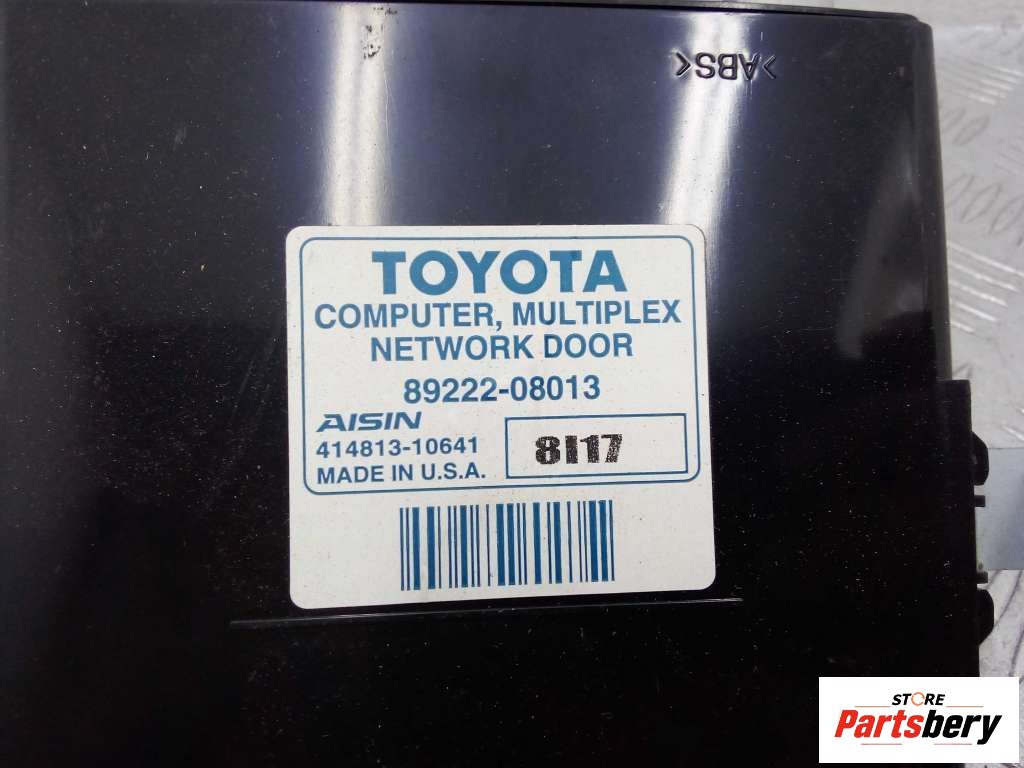 >ABS<
TOYOTA
COMPUTER, MULTIPLEX
NETWORK DOOR
89222-08013
AISIN
414813-10641
8I17
MADE IN U.S.A.
STORE
Partsbery